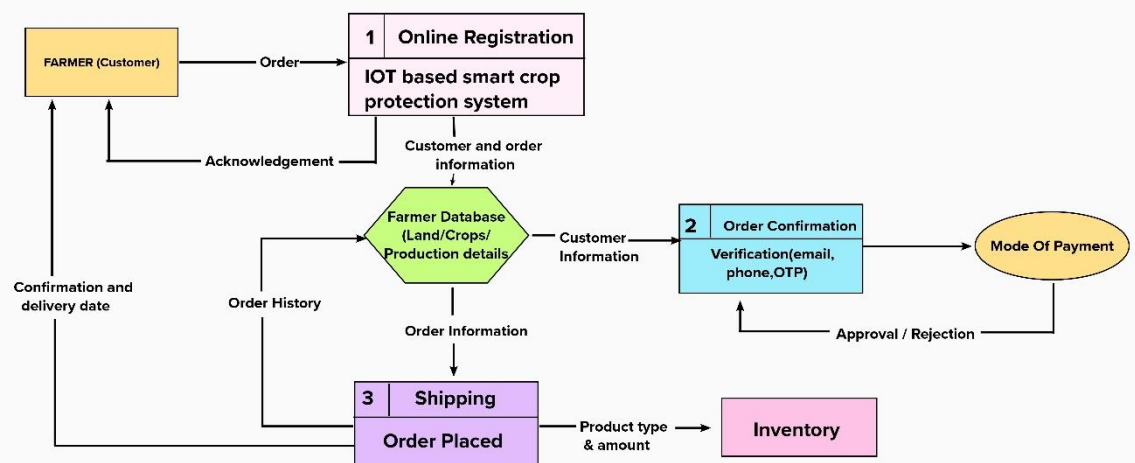 FARMER (Customer)
Order
1
Online Registration
IOT based smart crop
protection system
Acknowledgement
Customer and order
information
Farmer Database
(Land/Crops/
Production details
Customer
Information
2
Order Confirmation
Verification(email,
phone,OTP)
Mode Of Payment
Confirmation and
delivery date
Order History
Order Information
Approval / Rejection
3
Shipping
Order Placed
Product type
& amount
Inventory